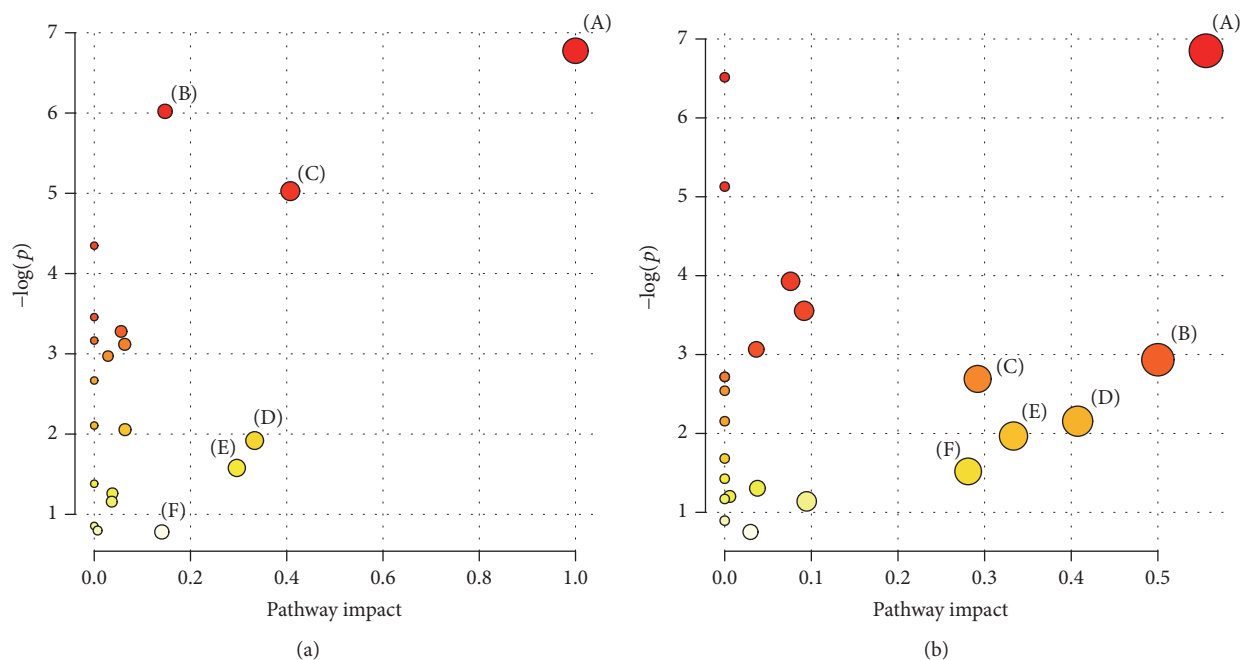 (A)
7
(B)
6
(C)
5
4
3
(D)
2
(E)
(F)
1
−log(p)
0.0 0.2 0.4 0.6 0.8 1.0
Pathway impact
(a)
(A)
7
6
5
4
(B)
3
(C)
(D)
(E)
2
(F)
1
−log(p)
0.0 0.1 0.2 0.3 0.4 0.5
Pathway impact
(b)